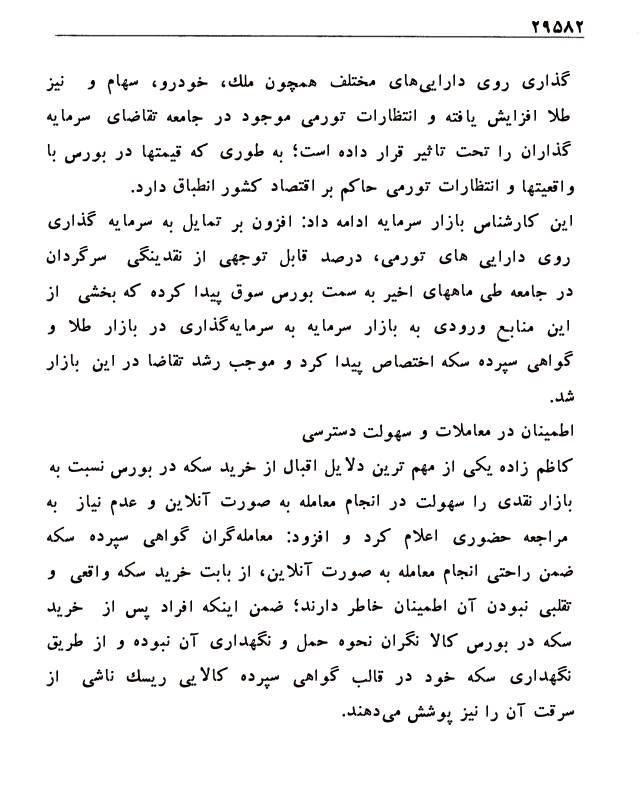 ۲۹۵۸۲
گذاری روی دارایی‌های مختلف همچون ملك، خودرو، سهام و نیز
طلا افزایش یافته و انتظارات تورمی موجود در جامعه تقاضای سرمایه
گذاران را تحت تاثیر قرار داده است؛ به طوری که قیمتها در بورس با
واقعیتها و انتظارات تورمی حاکم بر اقتصاد کشور انطباق دارد.
این کارشناس بازار سرمایه ادامه داد: افزون بر تمایل به سرمایه گذاری
روی دارایی های تورمی، درصد قابل توجهی از نقدینگی سرگردان
در جامعه طی ماههای اخیر به سمت بورس سوق پیدا کرده که بخشی از
این منابع ورودی به بازار سرمایه به سرمایه‌گذاری در بازار طلا و
گواهی سپرده سکه اختصاص پیدا کرد و موجب رشد تقاضا در این بازار
شد.
اطمینان در معاملات و سهولت دسترسی
کاظم زاده یکی از مهم ترین دلایل اقبال از خرید سکه در بورس نسبت به
بازار نقدی را سهولت در انجام معامله به صورت آنلاین و عدم نیاز به
مراجعه حضوری اعلام کرد و افزود: معامله‌گران گواهی سپرده سکه
ضمن راحتی انجام معامله به صورت آنلاین، از بابت خرید سکه واقعی و
تقلبی نبودن آن اطمینان خاطر دارند؛ ضمن اینکه افراد پس از خرید
سکه در بورس کالا نگران نحوه حمل و نگهداری آن نبوده و از طریق
نگهداری سکه خود در قالب گواهی سپرده کالایی ریسك ناشی از
سرقت آن را نیز پوشش می‌دهند.